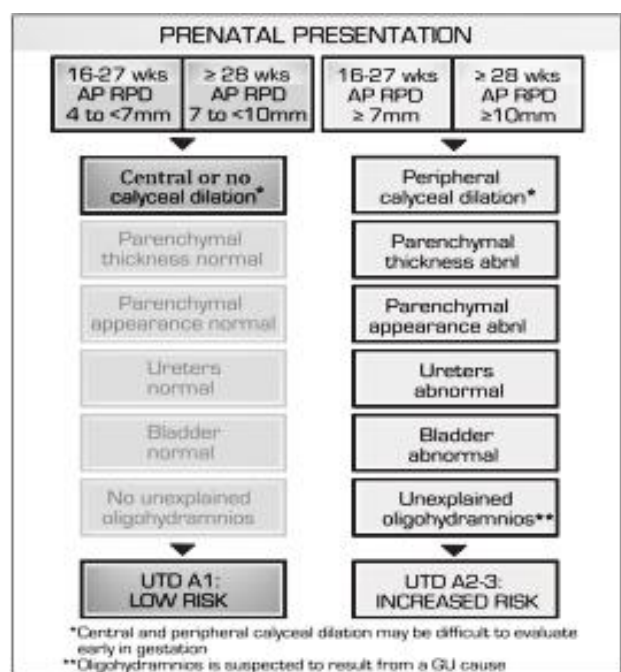 PRENATAL PRESENTATION
16-27 wks
AP RPD
4 to <7mm
≥ 28 wks
AP RPD
7 to <10mm
16-27 wks
AP RPD
≥ 7mm
≥ 28 wks
AP RPD
≥10mm
Central or no
calyceal dilation*
Parenchymal
thickness normal
Parenchymal
appearance normal
Ureters
normal
Bladder
normal
No unexplained
oligohydramnios
UTD A1:
LOW RISK
Peripheral
calyceal dilation*
Parenchymal
thickness abnl
Parenchymal
appearance abnl
Ureters
abnormal
Bladder
abnormal
Unexplained
oligohydramnios**
UTD A2-3:
INCREASED RISK
*Central and peripheral calyceal dilation may be difficult to evaluate
early in gestation
**Oligohydramnios is suspected to result from a GU cause